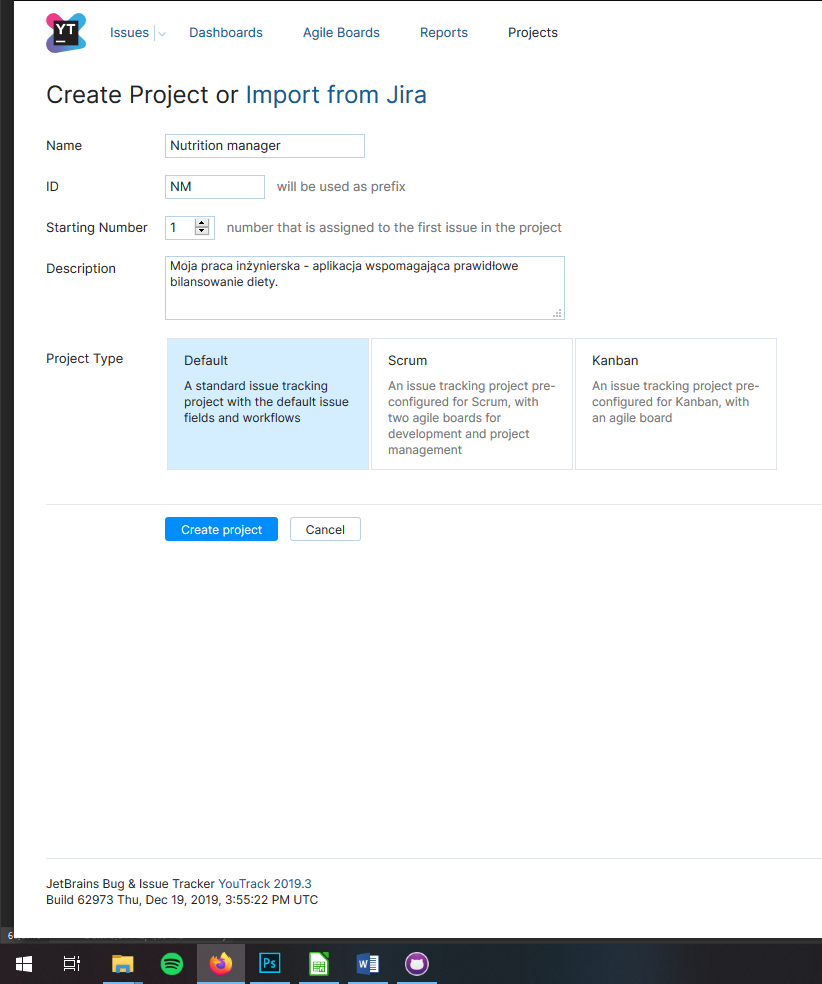 YT
Issues Dashboards Agile Boards Reports Projects
Create Project or Import from Jira
Name Nutrition manager
ID NM will be used as prefix
Starting Number 1 number that is assigned to the first issue in the project
Description Moja praca inżynierska - aplikacja wspomagająca prawidłowe
bilansowanie diety.
Project Type
Default
A standard issue tracking
project with the default issue
fields and workflows
Scrum
An issue tracking project pre-
configured for Scrum, with
two agile boards for
development and project
management
Kanban
An issue tracking project pre-
configured for Kanban, with
an agile board
Create project Cancel
JetBrains Bug & Issue Tracker YouTrack 2019.3
Build 62973 Thu, Dec 19, 2019, 3:55:22 PM UTC
Ps
W